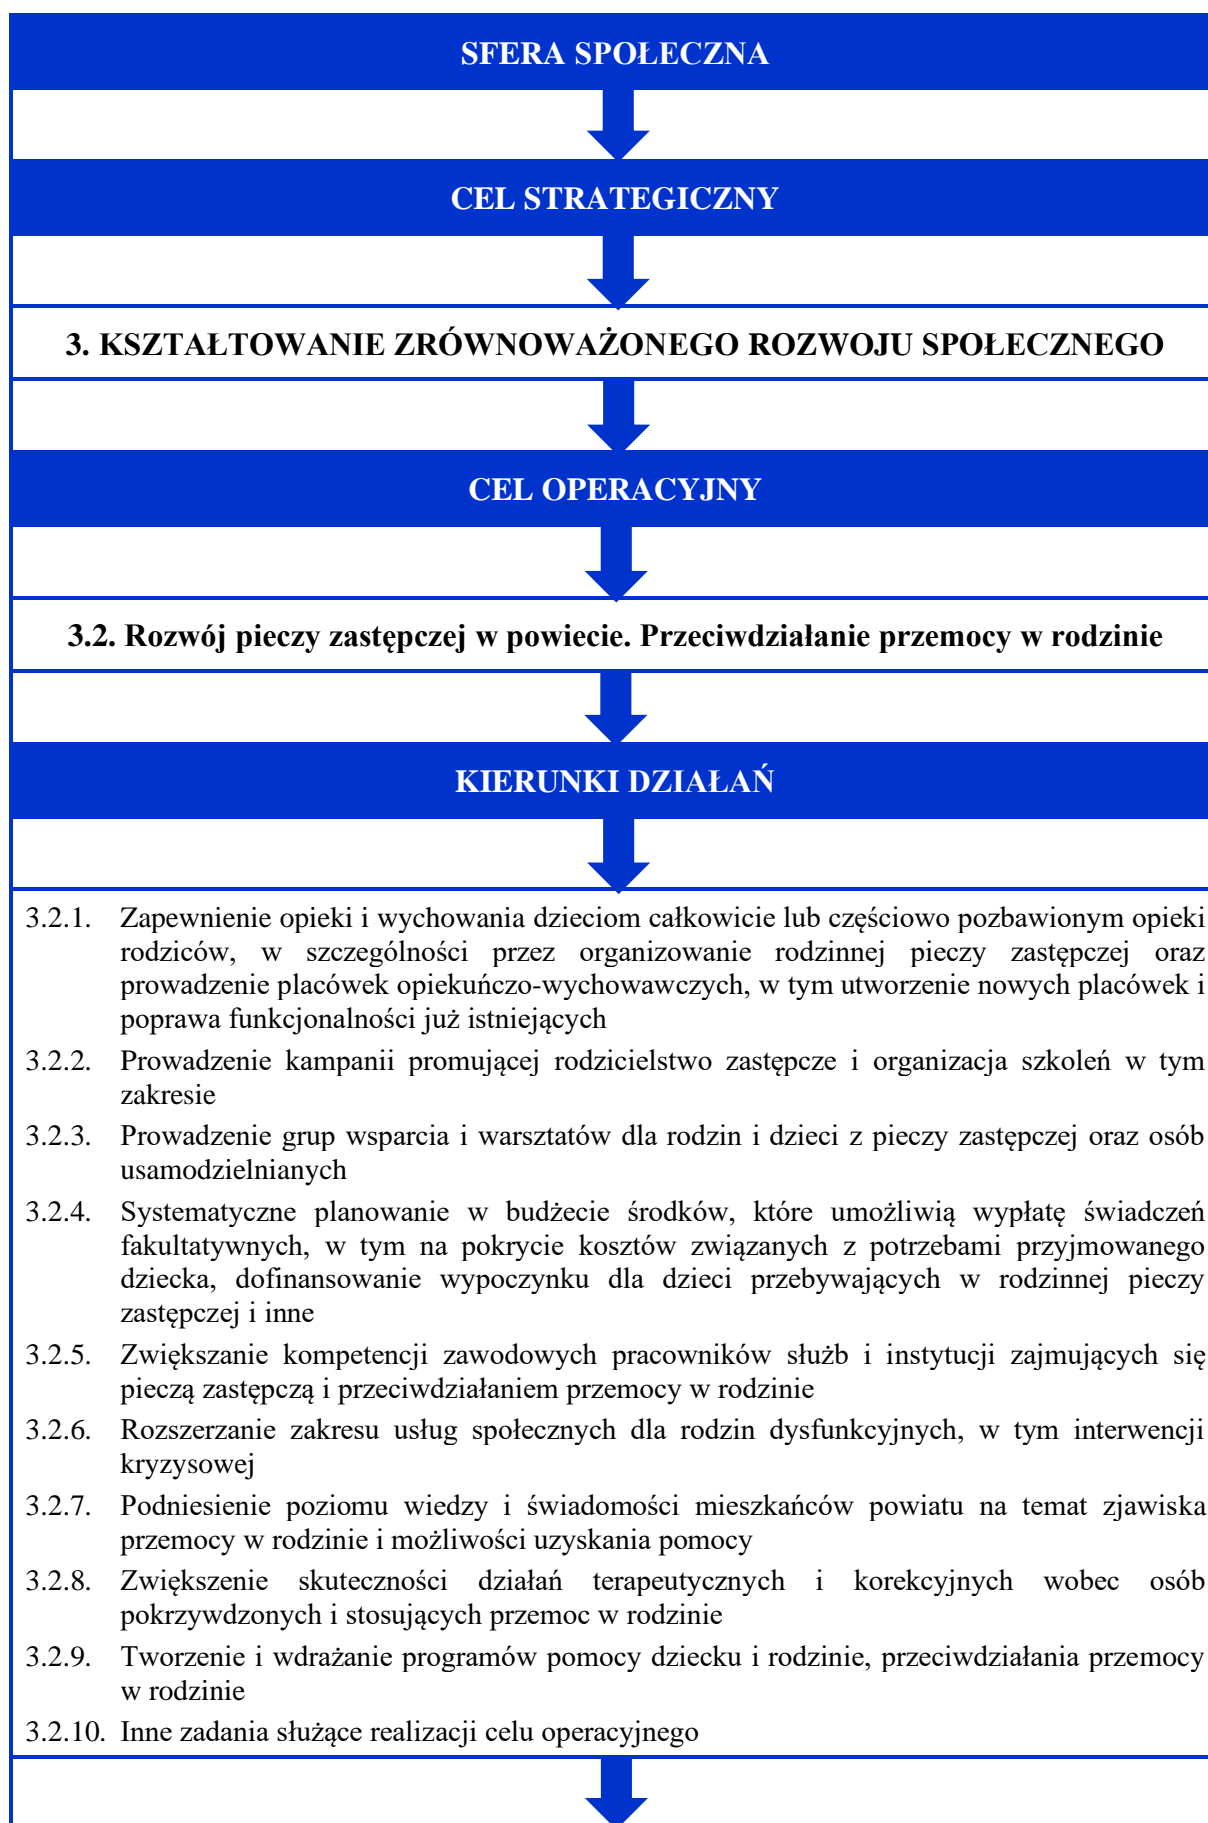 SFERA SPOŁECZNA
CEL STRATEGICZNY
3. KSZTAŁTOWANIE ZRÓWNOWAŻONEGO ROZWOJU SPOŁECZNEGO
CEL OPERACYJNY
3.2. Rozwój pieczy zastępczej w powiecie. Przeciwdziałanie przemocy w rodzinie
KIERUNKI DZIAŁAŃ
3.2.1. Zapewnienie opieki i wychowania dzieciom całkowicie lub częściowo pozbawionym opieki
rodziców, w szczególności przez organizowanie rodzinnej pieczy zastępczej oraz
prowadzenie placówek opiekuńczo-wychowawczych, w tym utworzenie nowych placówek i
poprawa funkcjonalności już istniejących
3.2.2. Prowadzenie kampanii promującej rodzicielstwo zastępcze i organizacja szkoleń w tym
zakresie
3.2.3. Prowadzenie grup wsparcia i warsztatów dla rodzin i dzieci z pieczy zastępczej oraz osób
usamodzielnianych
3.2.4. Systematyczne planowanie w budżecie środków, które umożliwią wypłatę świadczeń
fakultatywnych, w tym na pokrycie kosztów związanych z potrzebami przyjmowanego
dziecka, dofinansowanie wypoczynku dla dzieci przebywających w rodzinnej pieczy
zastępczej i inne
3.2.5. Zwiększanie kompetencji zawodowych pracowników służb i instytucji zajmujących się
pieczą zastępczą i przeciwdziałaniem przemocy w rodzinie
3.2.6. Rozszerzanie zakresu usług społecznych dla rodzin dysfunkcyjnych, w tym interwencji
kryzysowej
3.2.7. Podniesienie poziomu wiedzy i świadomości mieszkańców powiatu na temat zjawiska
przemocy w rodzinie i możliwości uzyskania pomocy
3.2.8. Zwiększenie skuteczności działań terapeutycznych i korekcyjnych wobec osób
pokrzywdzonych i stosujących przemoc w rodzinie
3.2.9. Tworzenie i wdrażanie programów pomocy dziecku i rodzinie, przeciwdziałania przemocy
w rodzinie
3.2.10. Inne zadania służące realizacji celu operacyjnego